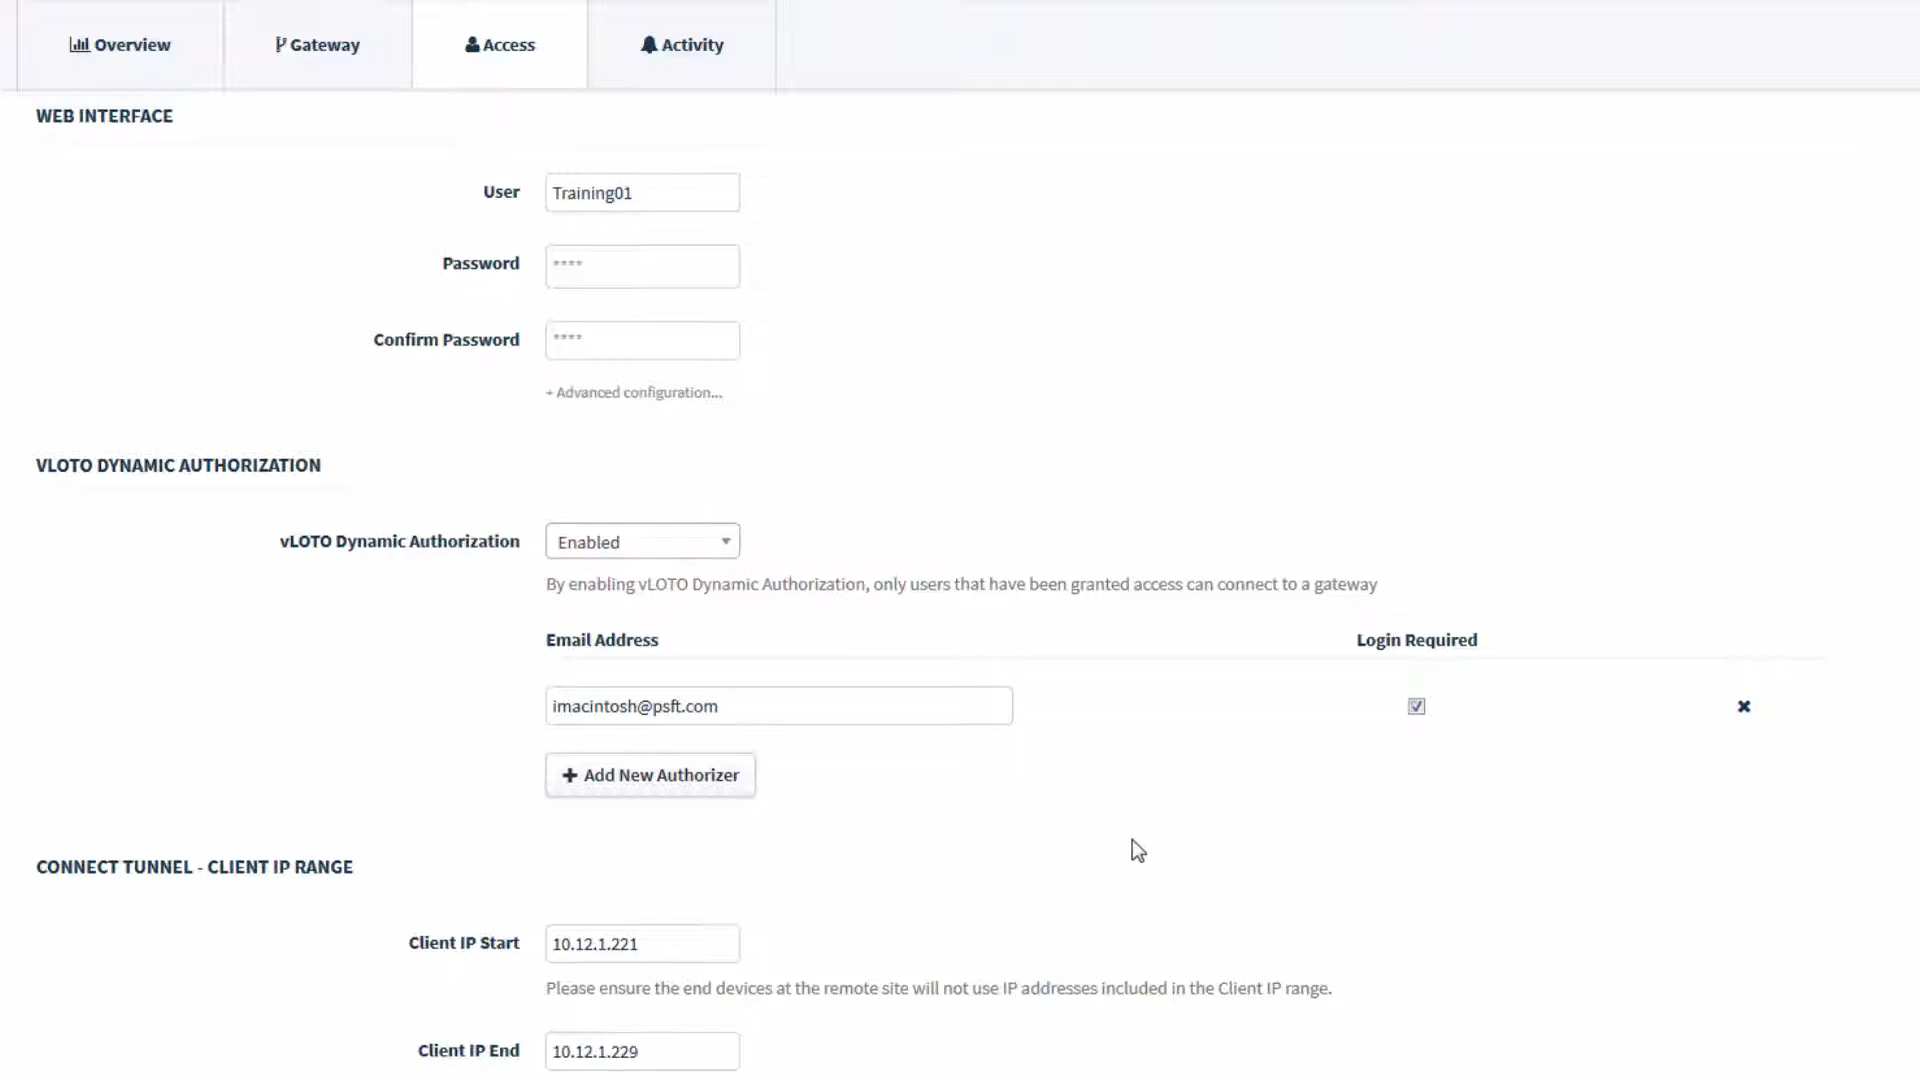 Overview Gateway Access Activity
WEB INTERFACE
User Training01
Password ****
Confirm Password ****
+ Advanced configuration...
VLOTO DYNAMIC AUTHORIZATION
vLOTO Dynamic Authorization Enabled
By enabling vLOTO Dynamic Authorization, only users that have been granted access can connect to a gateway
Email Address Login Required
imacintosh@psft.com
Add New Authorizer
CONNECT TUNNEL - CLIENT IP RANGE
Client IP Start 10.12.1.221
Please ensure the end devices at the remote site will not use IP addresses included in the Client IP range.
Client IP End 10.12.1.229